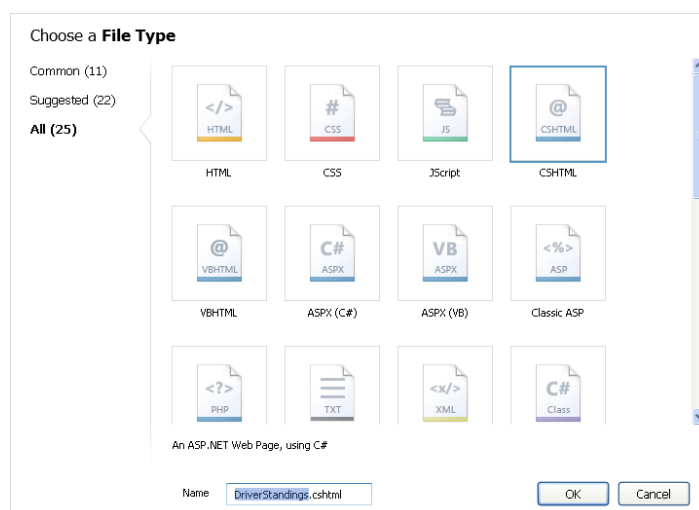 Choose a File Type
Common (11)
Suggested (22)
All (25)
</>
HTML
HTML
#
CSS
CSS
JS
JScript
@
CSHTML
CSHTML
@
VBHTML
VBHTML
C#
ASPX
ASPX (C#)
VB
ASPX
ASPX (VB)
<%>
ASP
Classic ASP
<?>
PHP
TXT
<x/>
XML
C#
Class
An ASP.NET Web Page, using C#
Name DriverStandings.cshtml OK Cancel